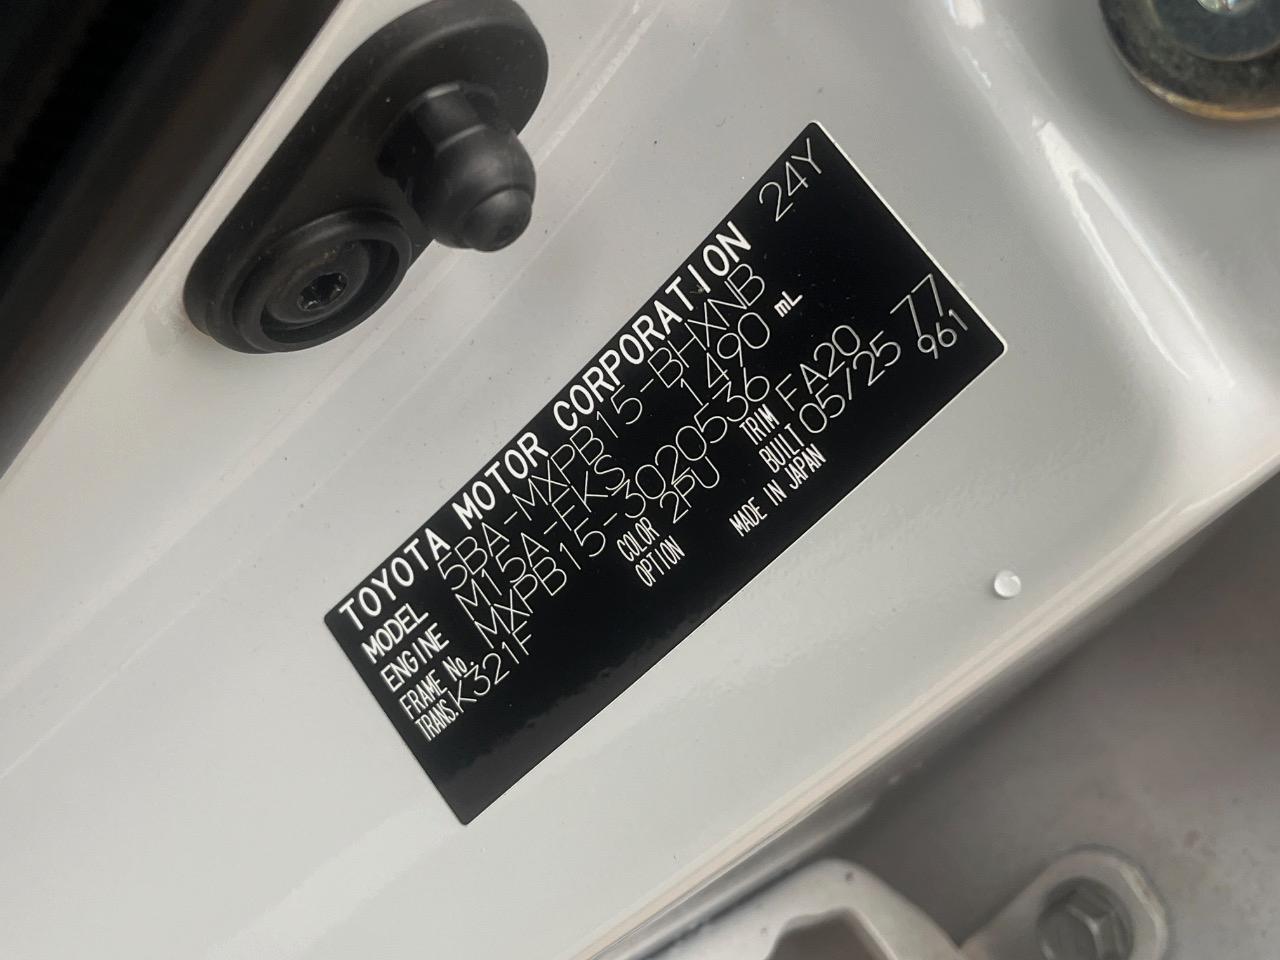 TOYOTA MOTOR CORPORATION 24Y
MODEL 5BA-MXPB15-BHXNB
ENGINE M15A-FKS 1490 mL
FRAME No. MXPB15-3020536
TRANS. K321F COLOR 2PU TRIM FA20 77
OPTION BUILT 05/25 961
MADE IN JAPAN